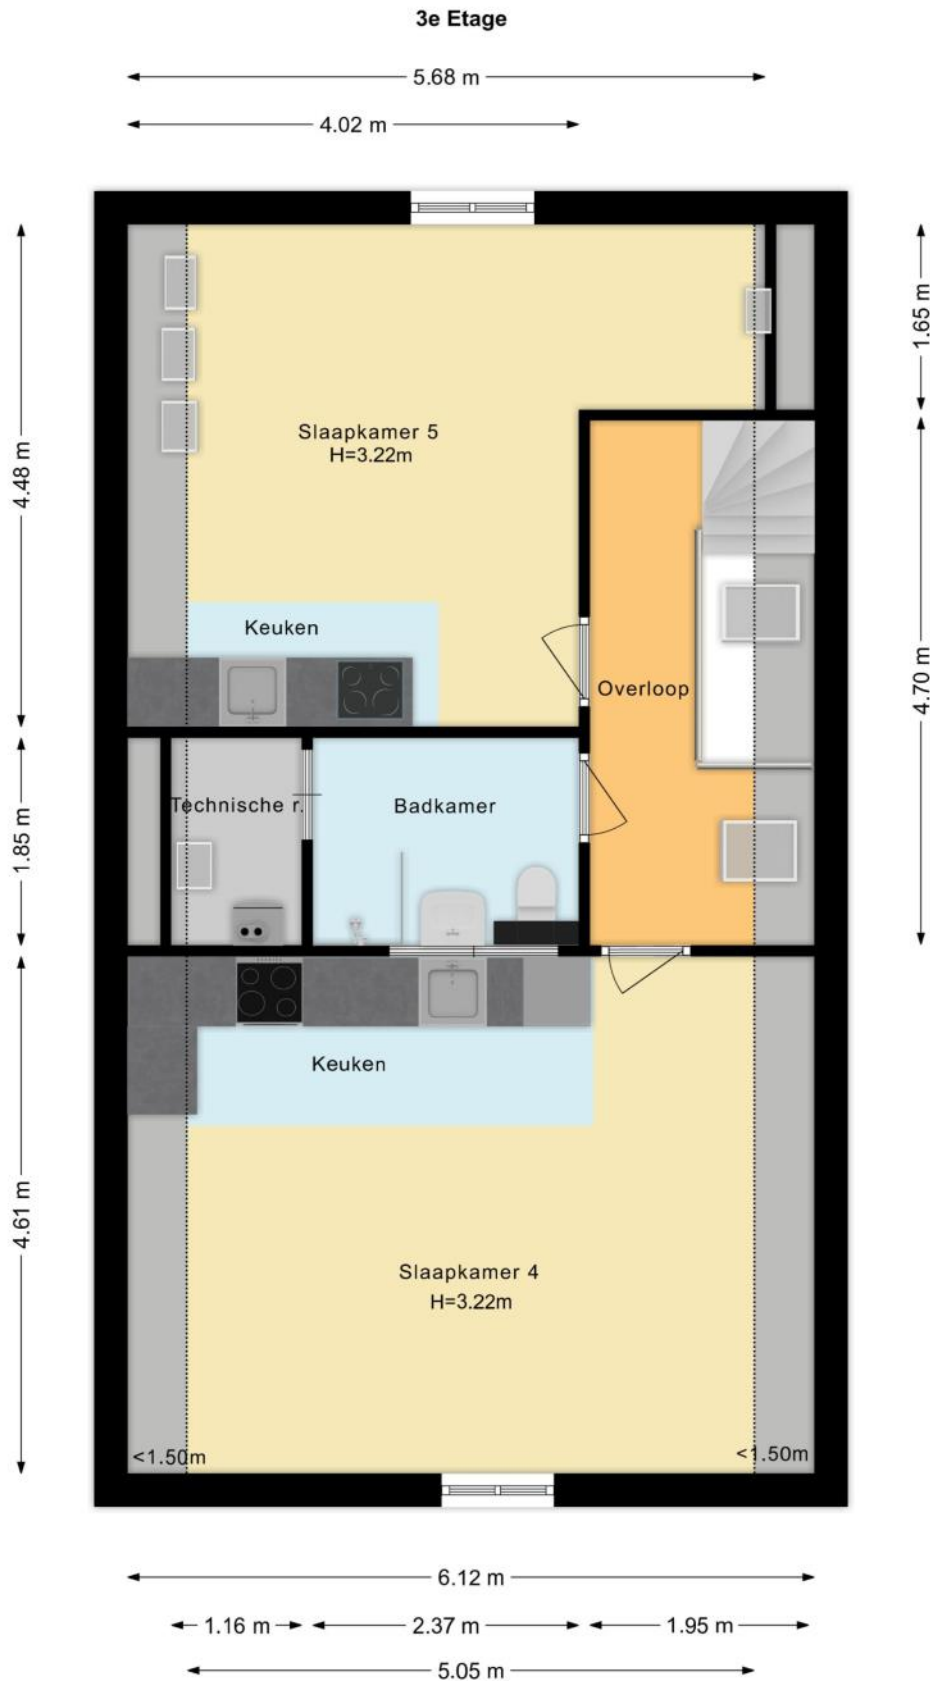 3e Etage
5.68 m
4.02 m
4.48 m
1.65 m
Slaapkamer 5
H=3.22m
Keuken
Overloop
4.70 m
1.85 m
Technische r.
Badkamer
Keuken
4.61 m
Slaapkamer 4
H=3.22m
<1.50m
<1.50m
6.12 m
1.16 m
2.37 m
1.95 m
5.05 m